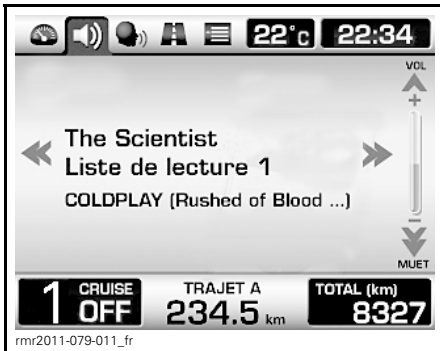 22°c 22:34
VOL
+
The Scientist
Liste de lecture 1
COLDPLAY (Rushed of Blood ...)
-
MUET
1 CRUISE OFF
TRAJET A
234.5 km
TOTAL (km)
8327
rmr2011-079-011_fr